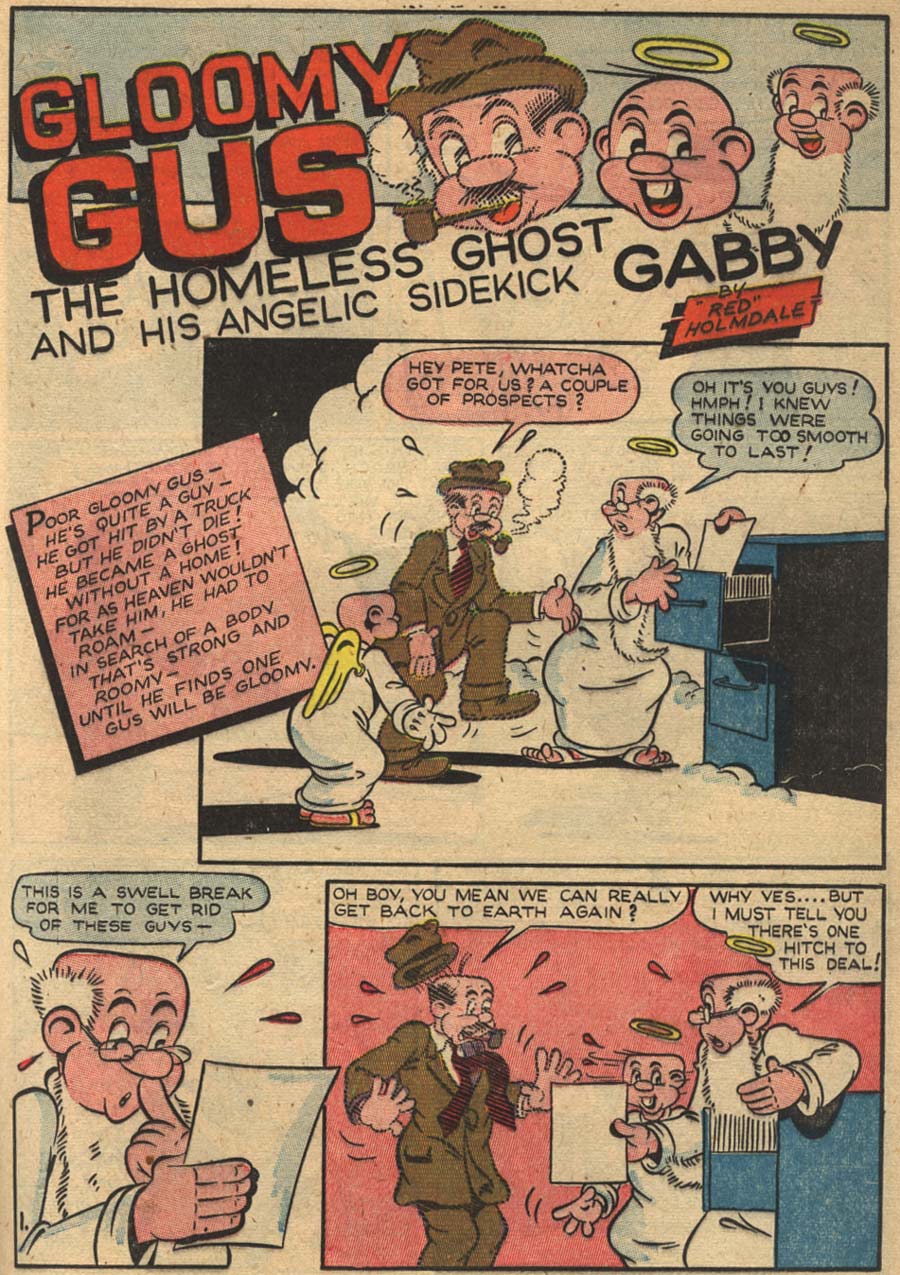 GLOOMY
GUS
THE HOMELESS GHOST
AND HIS ANGELIC SIDEKICK
GABBY
BY
"RED"
HOLMDALE
HEY PETE, WHATCHA
GOT FOR US? A COUPLE
OF PROSPECTS?
OH IT'S YOU GUYS!
HMPH! I KNEW
THINGS WERE
GOING TOO SMOOTH
TO LAST!
POOR GLOOMY GUS—
HE'S QUITE A GUY—
HE GOT HIT BY A TRUCK
BUT HE DIDN'T DIE!
HE BECAME A GHOST
WITHOUT A HOME!
FOR AS HEAVEN WOULDN'T
TAKE HIM, HE HAD TO
ROAM—
IN SEARCH OF A BODY
THAT'S STRONG AND
ROOMY—
UNTIL HE FINDS ONE
GUS WILL BE GLOOMY.
THIS IS A SWELL BREAK
FOR ME TO GET RID
OF THESE GUYS—
OH BOY, YOU MEAN WE CAN REALLY
GET BACK TO EARTH AGAIN?
WHY YES....BUT
I MUST TELL YOU
THERE'S ONE
HITCH TO
THIS DEAL!
1.